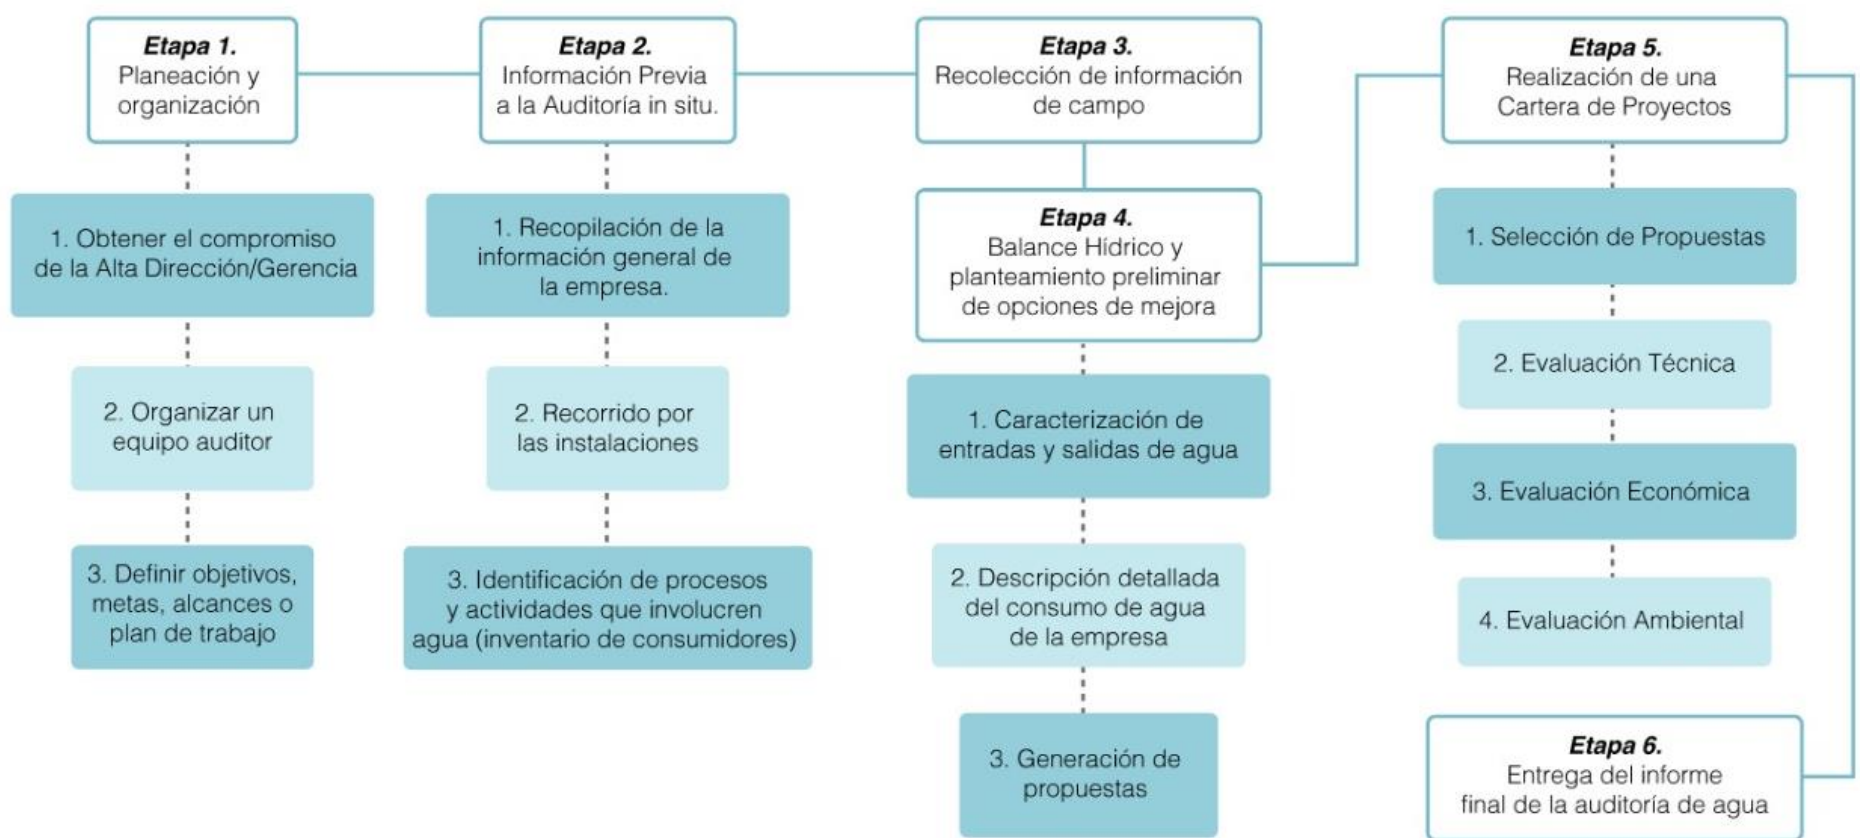 Etapa 1.
Planeación y
organización
1. Obtener el compromiso
de la Alta Dirección/Gerencia
2. Organizar un
equipo auditor
3. Definir objetivos,
metas, alcances o
plan de trabajo
Etapa 2.
Información Previa
a la Auditoría in situ.
1. Recopilación de la
información general de
la empresa.
2. Recorrido por
las instalaciones
3. Identificación de procesos
y actividades que involucren
agua (inventario de consumidores)
Etapa 3.
Recolección de información
de campo
Etapa 4.
Balance Hídrico y
planteamiento preliminar
de opciones de mejora
1. Caracterización de
entradas y salidas de agua
2. Descripción detallada
del consumo de agua
de la empresa
3. Generación de
propuestas
Etapa 5.
Realización de una
Cartera de Proyectos
1. Selección de Propuestas
2. Evaluación Técnica
3. Evaluación Económica
4. Evaluación Ambiental
Etapa 6.
Entrega del informe
final de la auditoría de agua